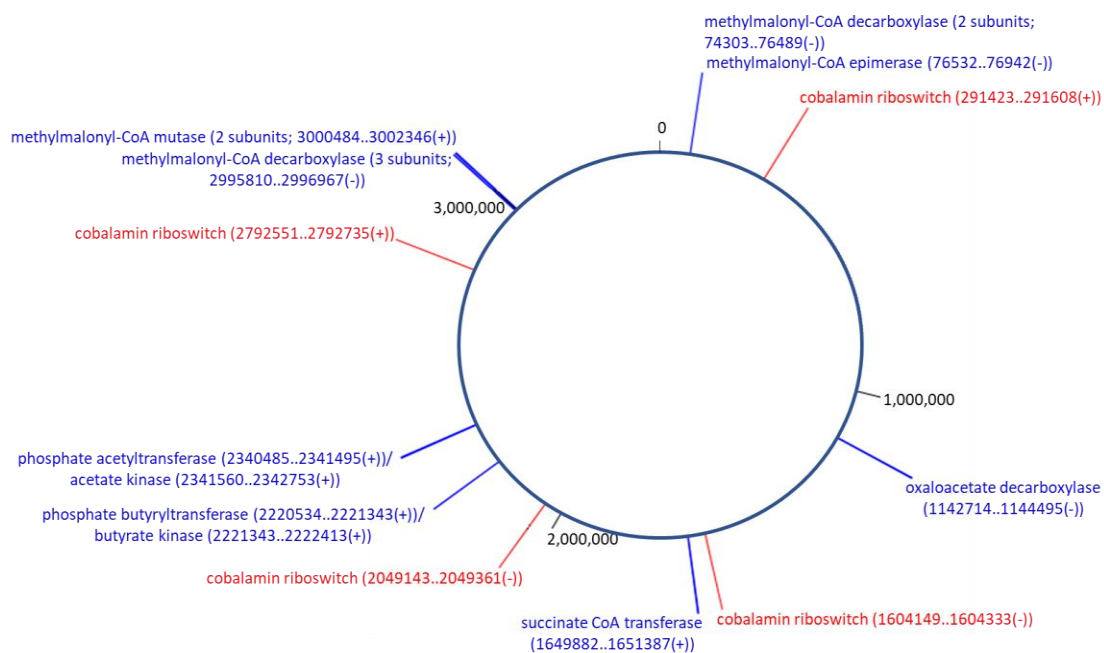 methylmalonyl-CoA decarboxylase (2 subunits;
74303..76489(-))
methylmalonyl-CoA epimerase (76532..76942(-))
cobalamin riboswitch (291423..291608(+))
0
methylmalonyl-CoA mutase (2 subunits; 3000484..3002346(+))
methylmalonyl-CoA decarboxylase (3 subunits;
2995810..2996967(-))
3,000,000
cobalamin riboswitch (2792551..2792735(+))
1,000,000
phosphate acetyltransferase (2340485..2341495(+))/
acetate kinase (2341560..2342753(+))
oxaloacetate decarboxylase
(1142714..1144495(-))
phosphate butyryltransferase (2220534..2221343(+))/
butyrate kinase (2221343..2222413(+))
2,000,000
cobalamin riboswitch (2049143..2049361(-))
succinate CoA transferase
(1649882..1651387(+))
cobalamin riboswitch (1604149..1604333(-))